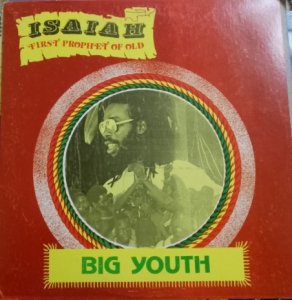 ISAIAH
FIRST PROPHET OF OLD
BIG YOUTH